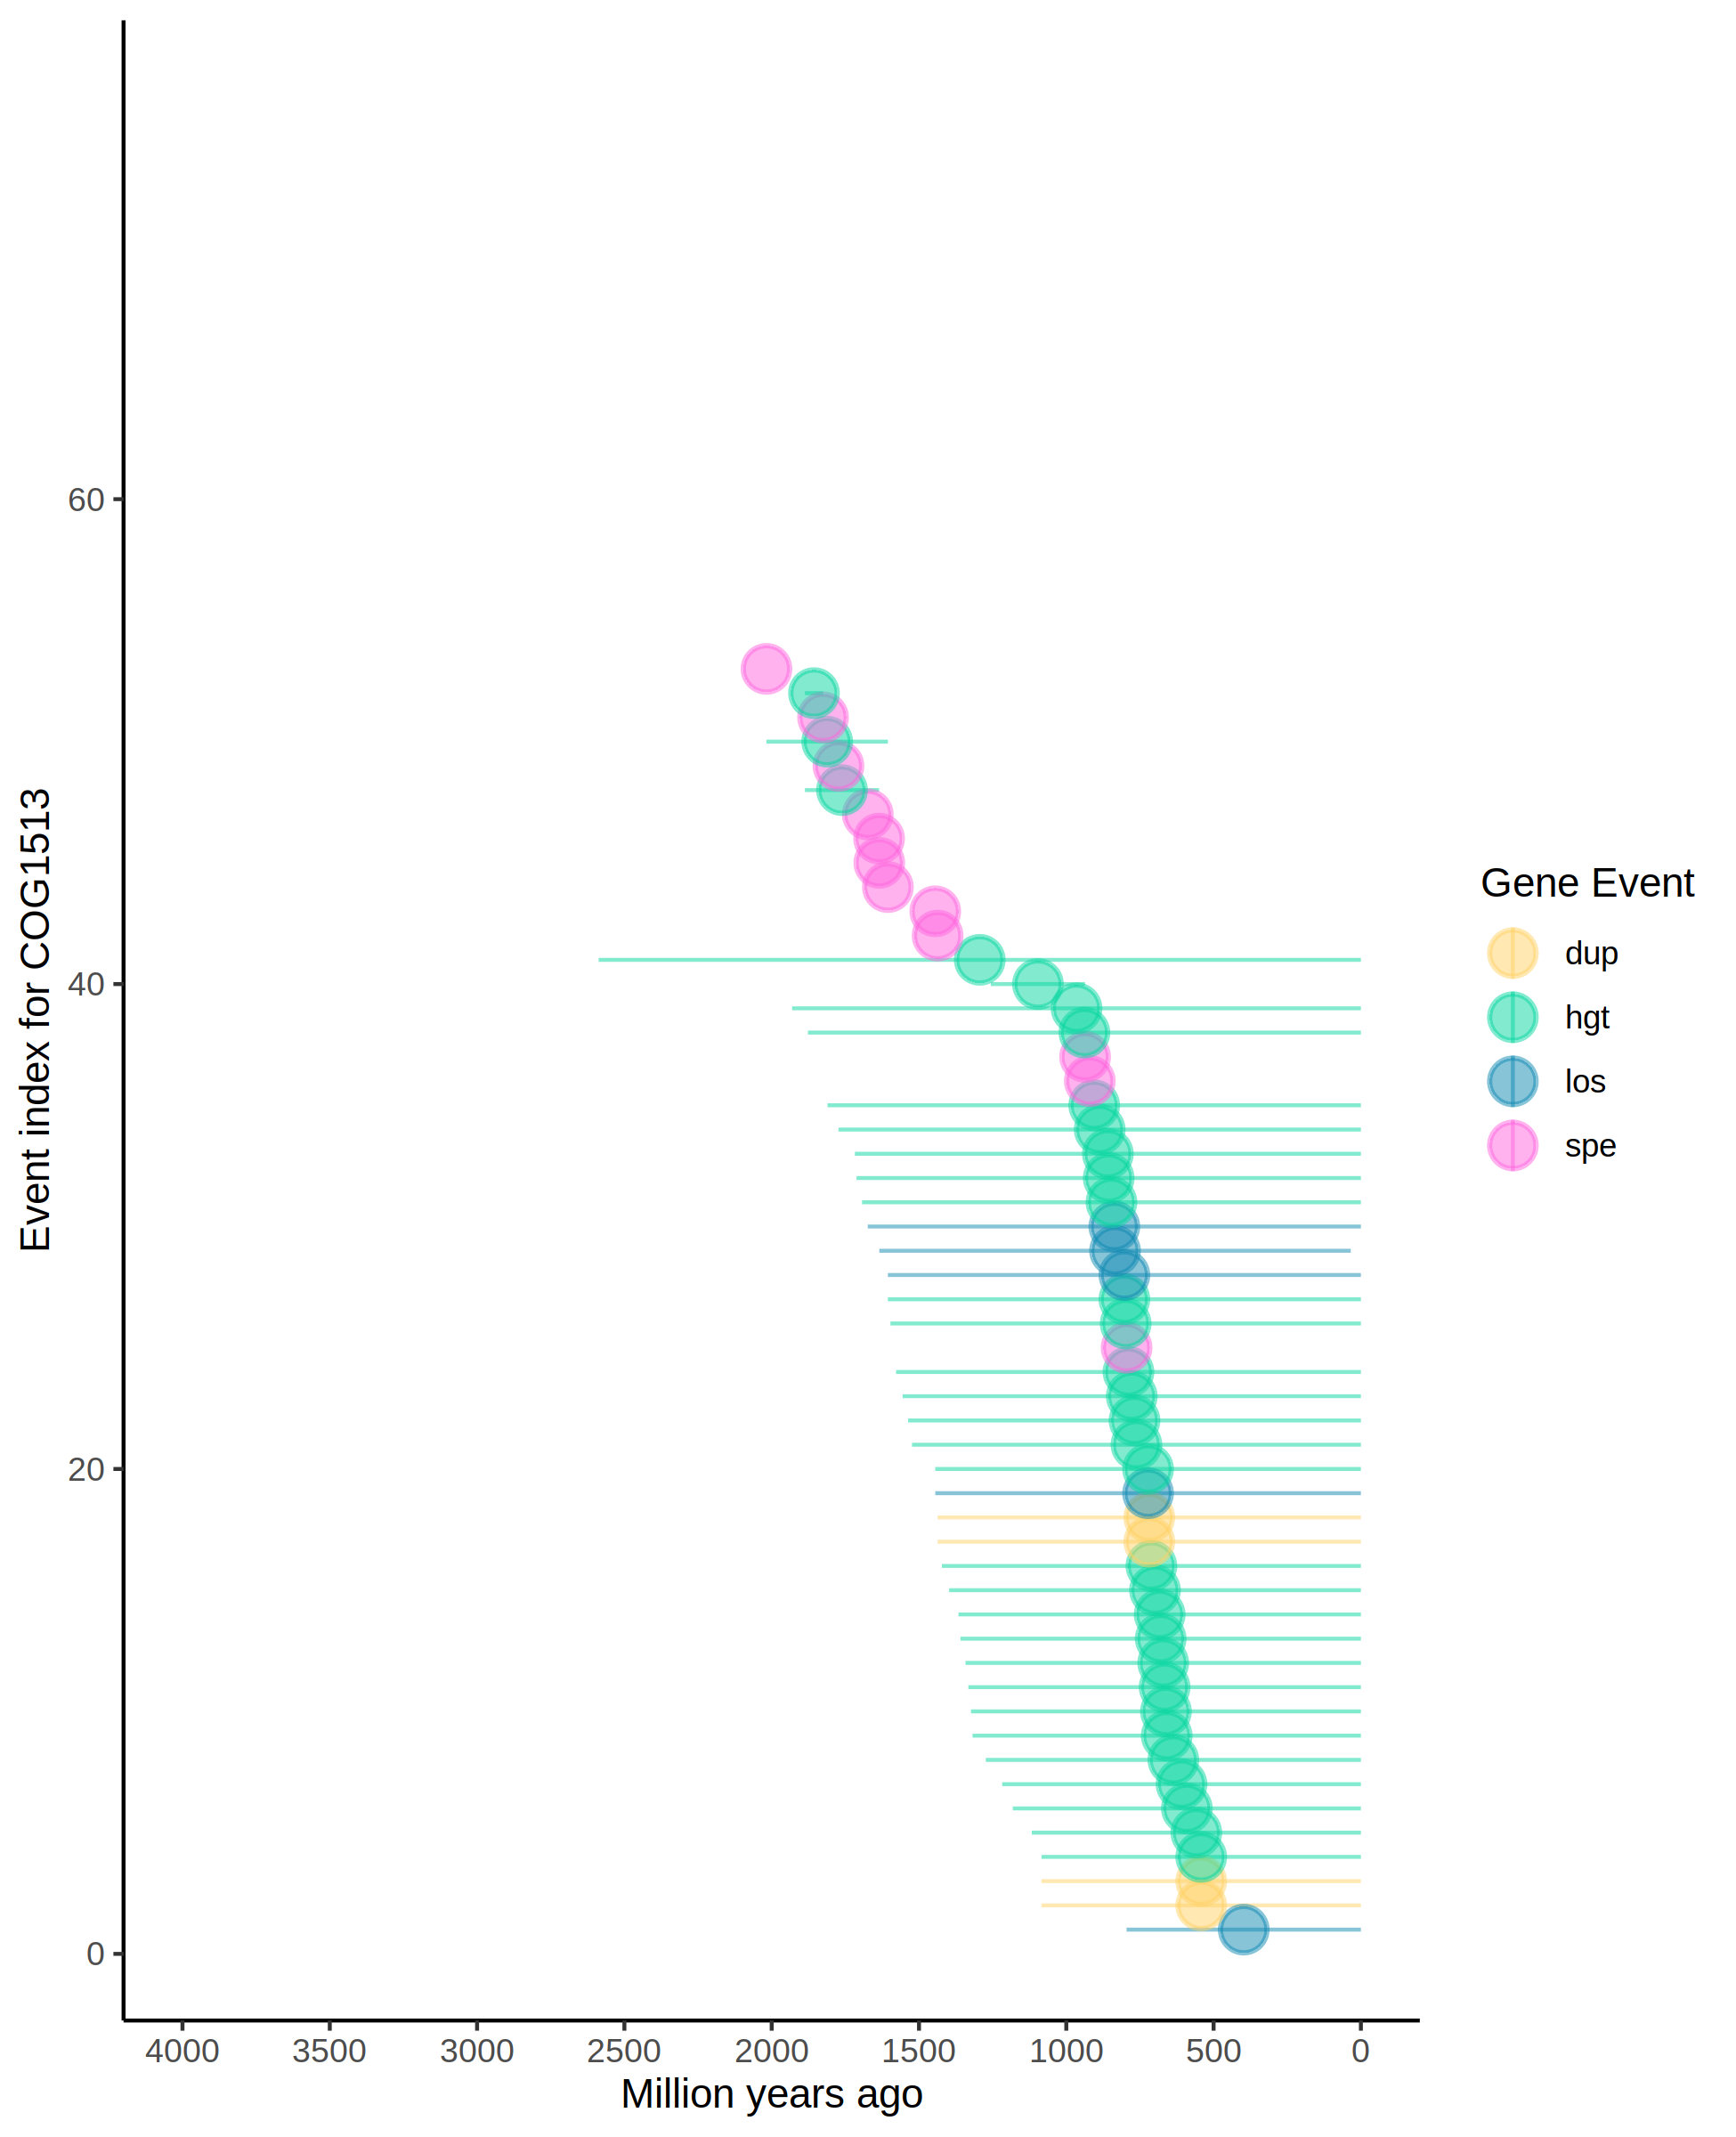 Event index for COG1513
60
40
20
0
4000 3500 3000 2500 2000 1500 1000 500 0
Million years ago
Gene Event
dup
hgt
los
spe